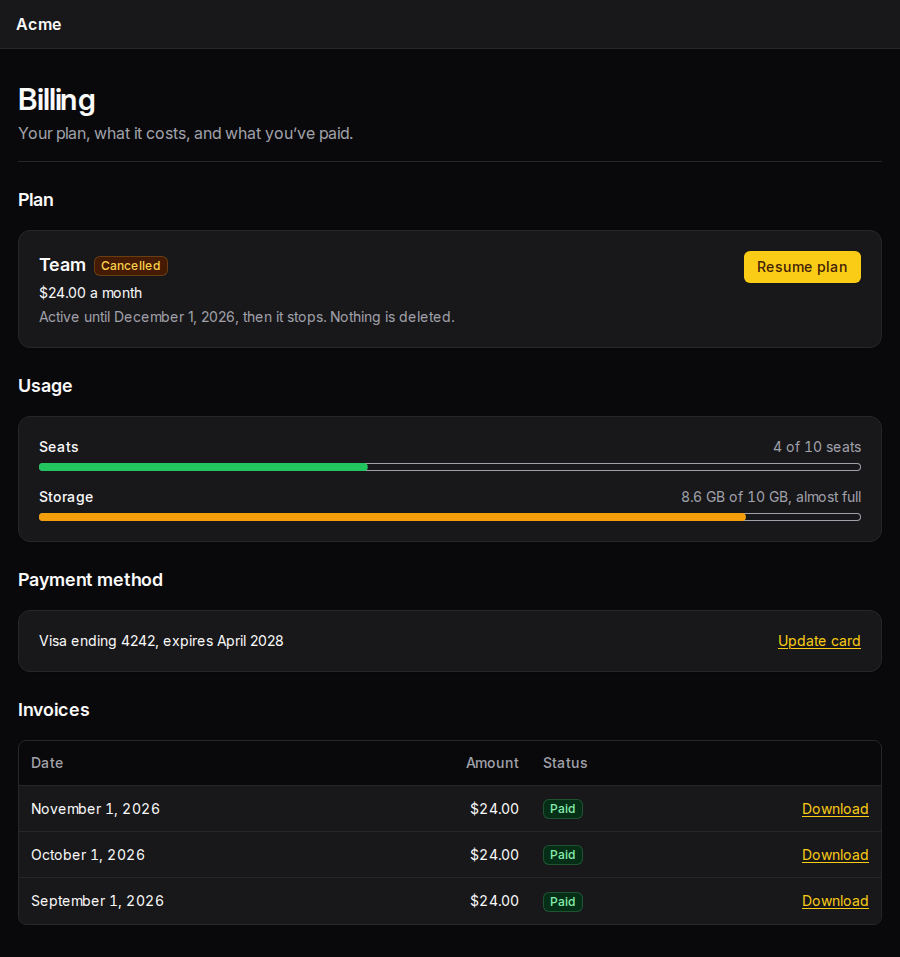 Acme
Billing
Your plan, what it costs, and what you’ve paid.
Plan
Team Cancelled
Resume plan
$24.00 a month
Active until December 1, 2026, then it stops. Nothing is deleted.
Usage
Seats 4 of 10 seats
Storage 8.6 GB of 10 GB, almost full
Payment method
Visa ending 4242, expires April 2028 Update card
Invoices
Date Amount Status
November 1, 2026 $24.00 Paid Download
October 1, 2026 $24.00 Paid Download
September 1, 2026 $24.00 Paid Download